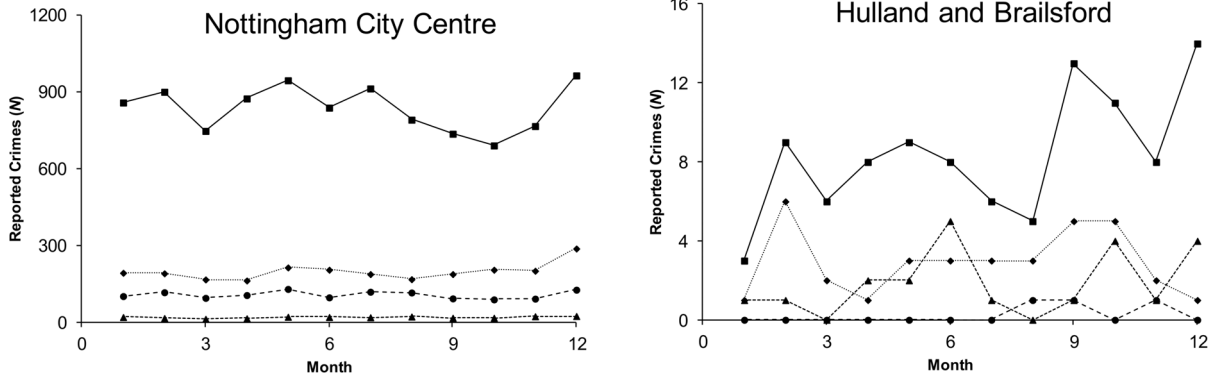 Nottingham City Centre
1200
900
600
300
0
Reported Crimes (N)
0 3 6 9 12
Month
Hulland and Brailsford
16
12
8
4
0
Reported Crimes (N)
0 3 6 9 12
Month